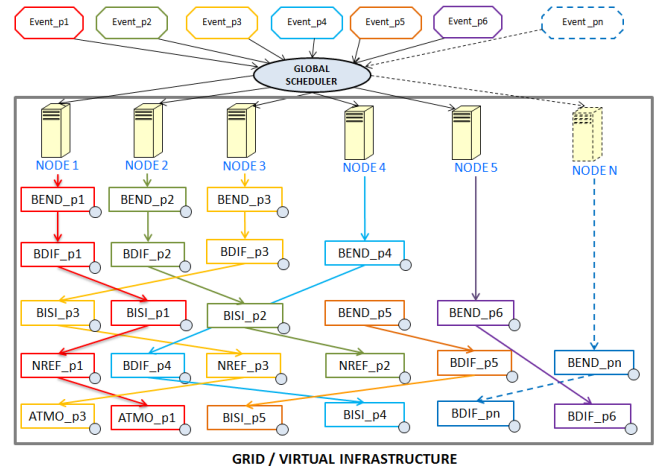 Event_p1 Event_p2 Event_p3 Event_p4 Event_p5 Event_p6 Event_pn
GLOBAL
SCHEDULER
NODE 1 NODE 2 NODE 3 NODE 4 NODE 5 NODE N
BEND_p1 BEND_p2 BEND_p3
BDIF_p1 BDIF_p2 BDIF_p3 BEND_p4
BISI_p3 BISI_p1 BISI_p2 BEND_p5 BEND_p6
NREF_p1 BDIF_p4 NREF_p3 NREF_p2 BDIF_p5 BEND_pn
ATMO_p3 ATMO_p1 BISI_p5 BISI_p4 BDIF_pn BDIF_p6
GRID / VIRTUAL INFRASTRUCTURE